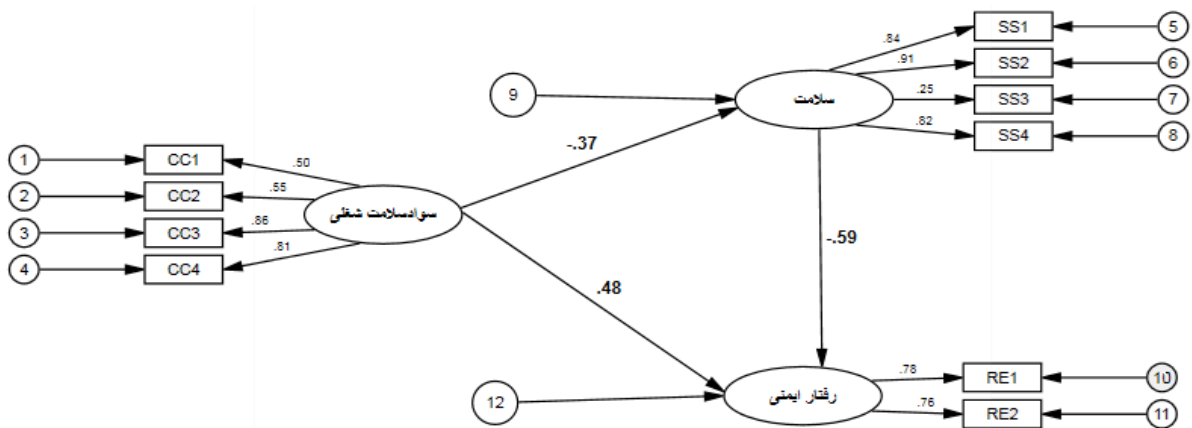 1
CC1
.50
2
CC2
.55
3
CC3
.86
4
CC4
.81
سوادسلامت شغلی
-.37
.48
9
سلامت
.84
SS1
5
.91
SS2
6
.25
SS3
7
.82
SS4
8
-.59
12
رفتار ایمنی
.78
RE1
10
.76
RE2
11